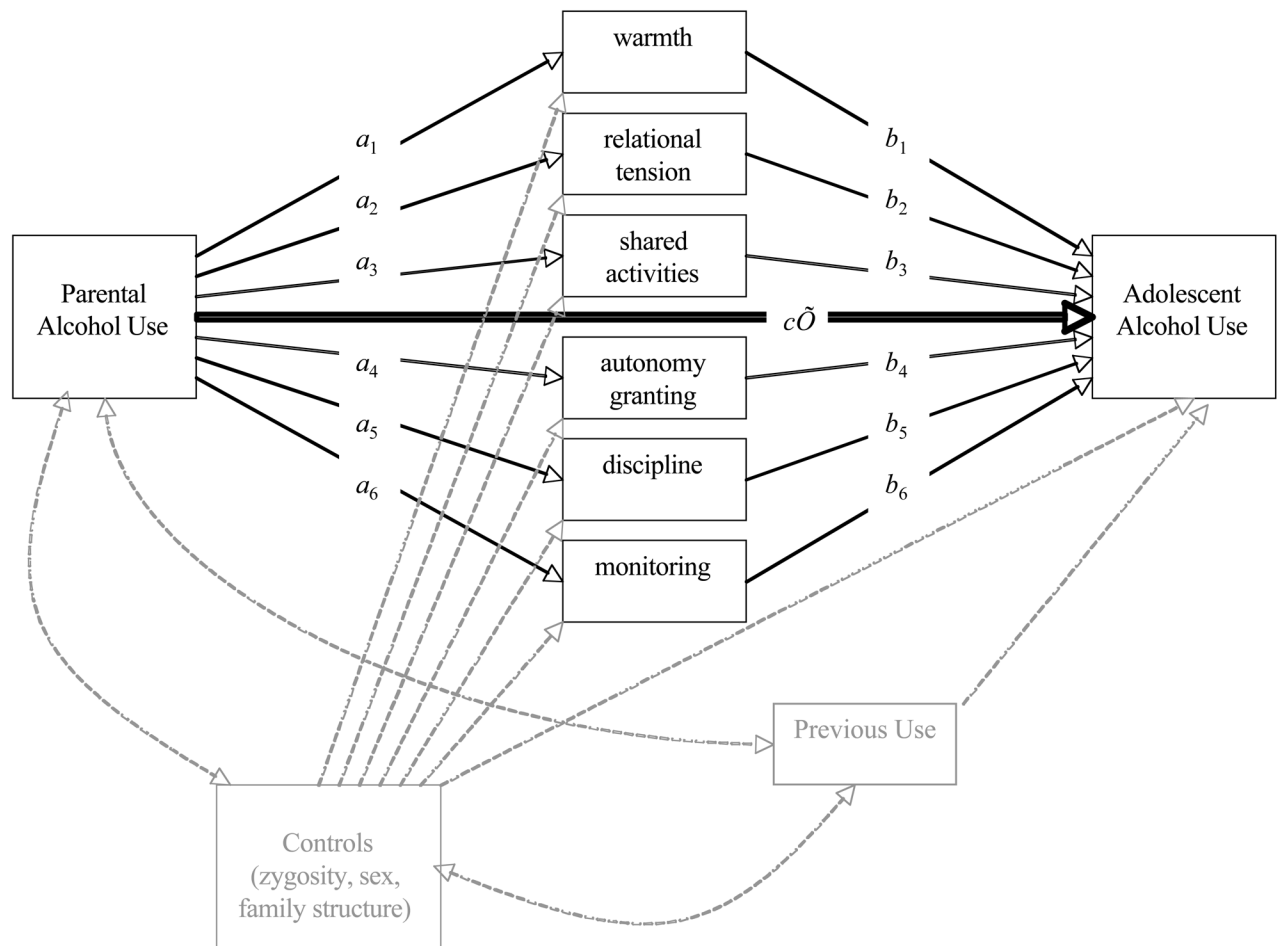 warmth
a1
b1
relational
tension
a2
b2
shared
activities
a3
b3
Parental
Alcohol Use
cÕ
Adolescent
Alcohol Use
a4
autonomy
granting
b4
a5
discipline
b5
a6
monitoring
b6
Previous Use
Controls
(zygosity, sex,
family structure)